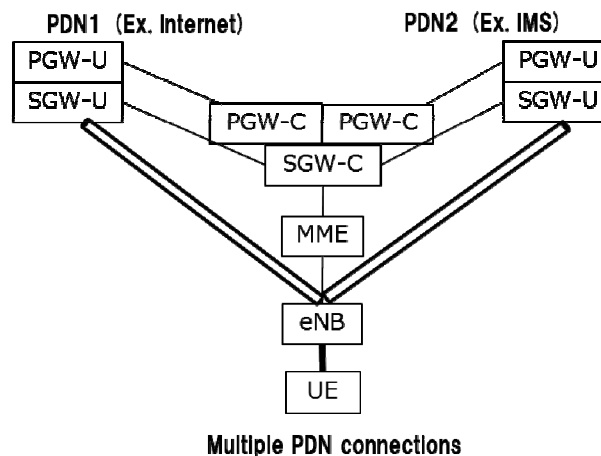 PDN1 (Ex. Internet)
PDN2 (Ex. IMS)
PGW-U
PGW-U
SGW-U
SGW-U
PGW-C
PGW-C
SGW-C
MME
eNB
UE
Multiple PDN connections